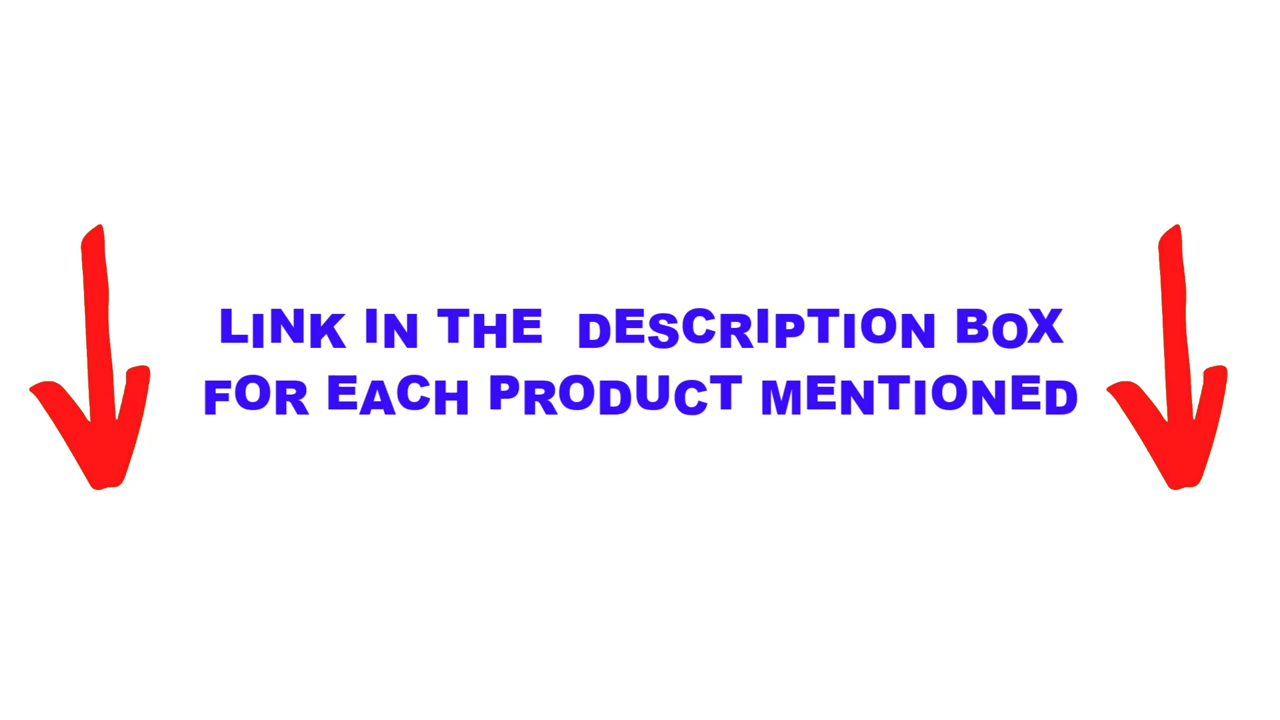 LINK IN THE DESCRIPTION BOX
FOR EACH PRODUCT MENTIONED